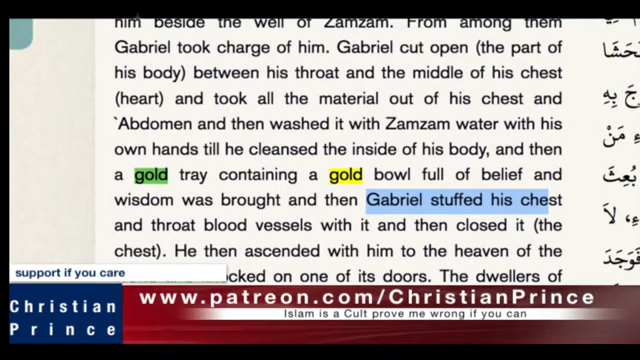 him beside the well of Zamzam. From among them
Gabriel took charge of him. Gabriel cut open (the part of
his body) between his throat and the middle of his chest
(heart) and took all the material out of his chest and
`Abdomen and then washed it with Zamzam water with his
own hands till he cleansed the inside of his body, and then
a gold tray containing a gold bowl full of belief and
wisdom was brought and then Gabriel stuffed his chest
and throat blood vessels with it and then closed it (the
chest). He then ascended with him to the heaven of the
on one of its doors. The dwellers of
مَنْ
بُعِثَ
support if you care
Christian
Prince
www.patreon.com/ChristianPrince
Islam is a Cult prove me wrong if you can